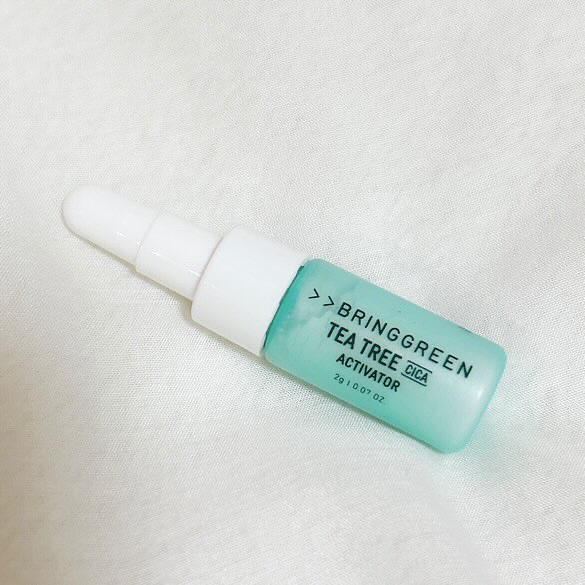 >>BRINGGREEN
TEA TREE CICA
ACTIVATOR
2g | 0.07 OZ.